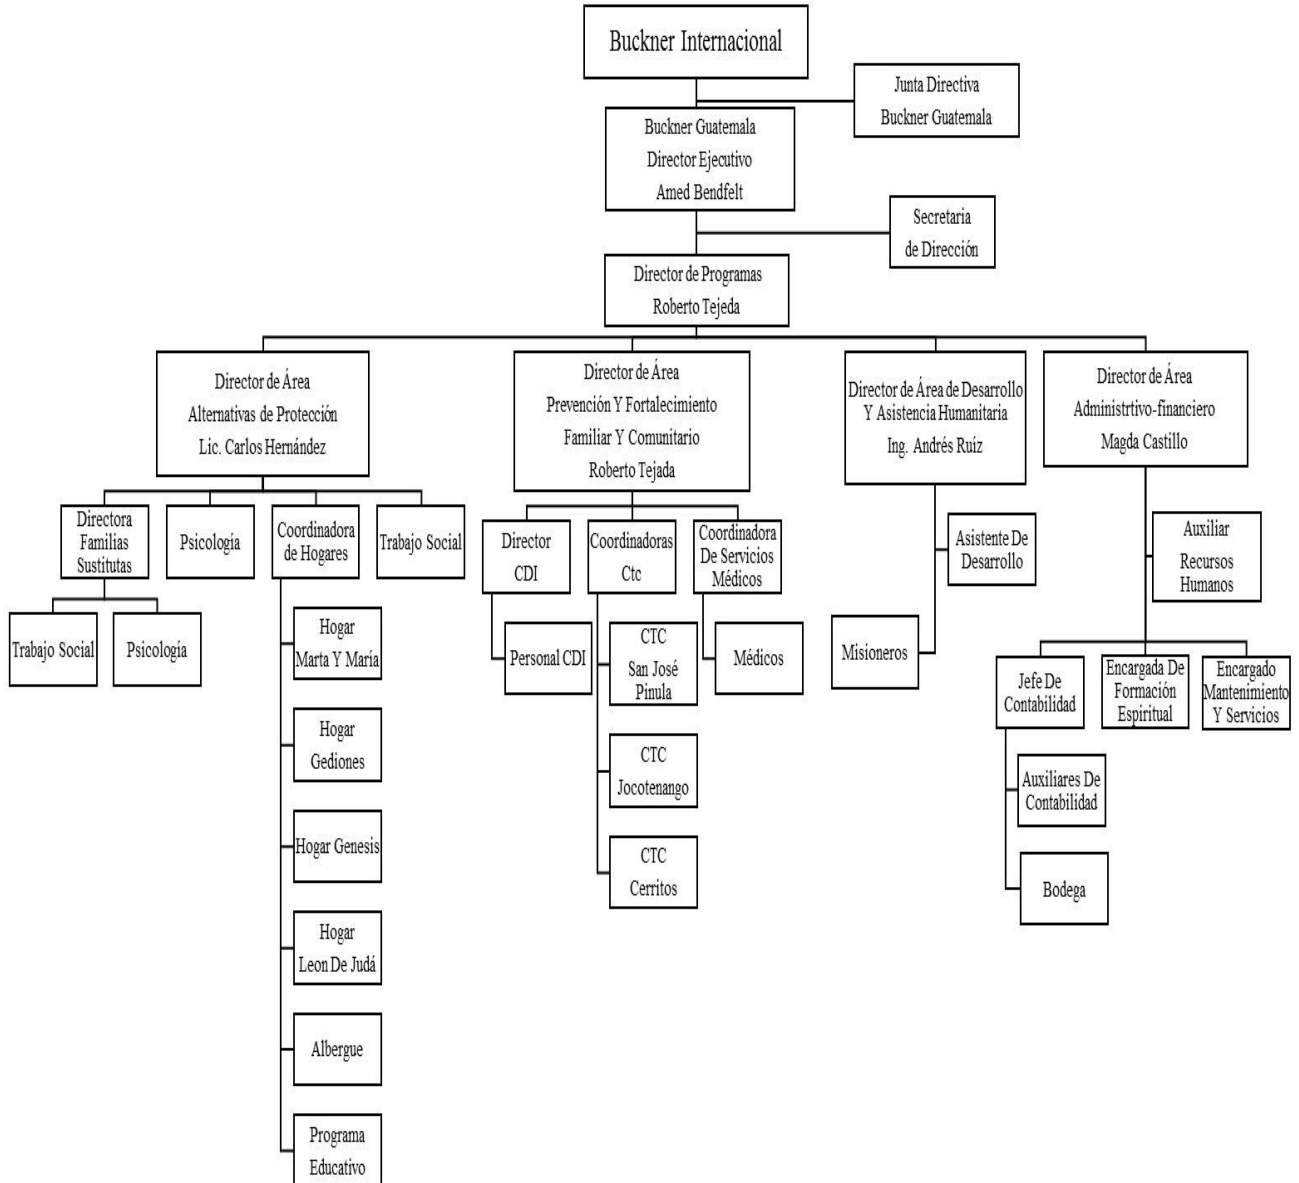 Buckner Internacional
Junta Directiva
Buckner Guatemala
Buckner Guatemala
Director Ejecutivo
Amed Bendfelt
Secretaria
de Dirección
Director de Programas
Roberto Tejeda
Director de Área
Alternativas de Protección
Lic. Carlos Hernández
Director de Área
Prevención Y Fortalecimiento
Familiar Y Comunitario
Roberto Tejada
Director de Área de Desarrollo
Y Asistencia Humanitaria
Ing. Andrés Ruíz
Director de Área
Administrtivo-financiero
Magda Castillo
Directora
Familias
Sustitutas
Psicología
Coordinadora
de Hogares
Trabajo Social
Trabajo Social
Psicología
Hogar
Marta Y María
Hogar
Gediones
Hogar Genesis
Hogar
Leon De Judá
Albergue
Programa
Educativo
Director
CDI
Coordinadoras
Ctc
Coordinadora
De Servicios
Médicos
Personal CDI
CTC
San José
Pinula
CTC
Jocotenango
CTC
Cerritos
Médicos
Asistente De
Desarrollo
Misioneros
Auxiliar
Recursos
Humanos
Jefe De
Contabilidad
Encargada De
Formación
Espiritual
Encargado
Mantenimiento
Y Servicios
Auxiliares De
Contabilidad
Bodega